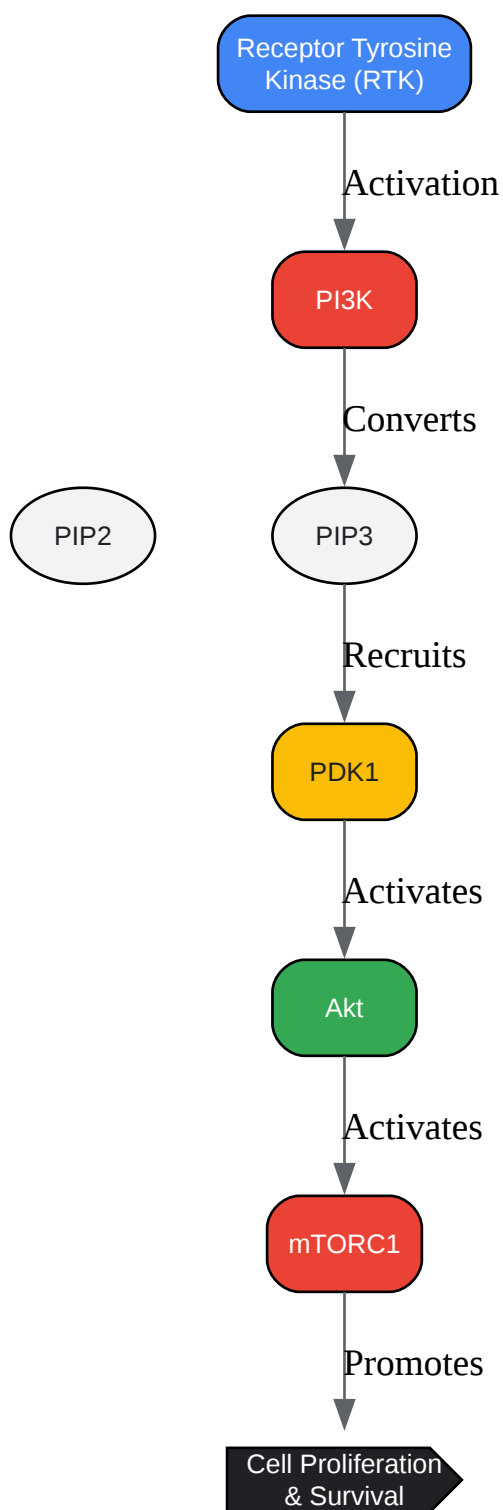 Receptor Tyrosine
Kinase (RTK)
Activation
PI3K
Converts
PIP2
PIP3
Recruits
PDK1
Activates
Akt
Activates
mTORC1
Promotes
Cell Proliferation
& Survival